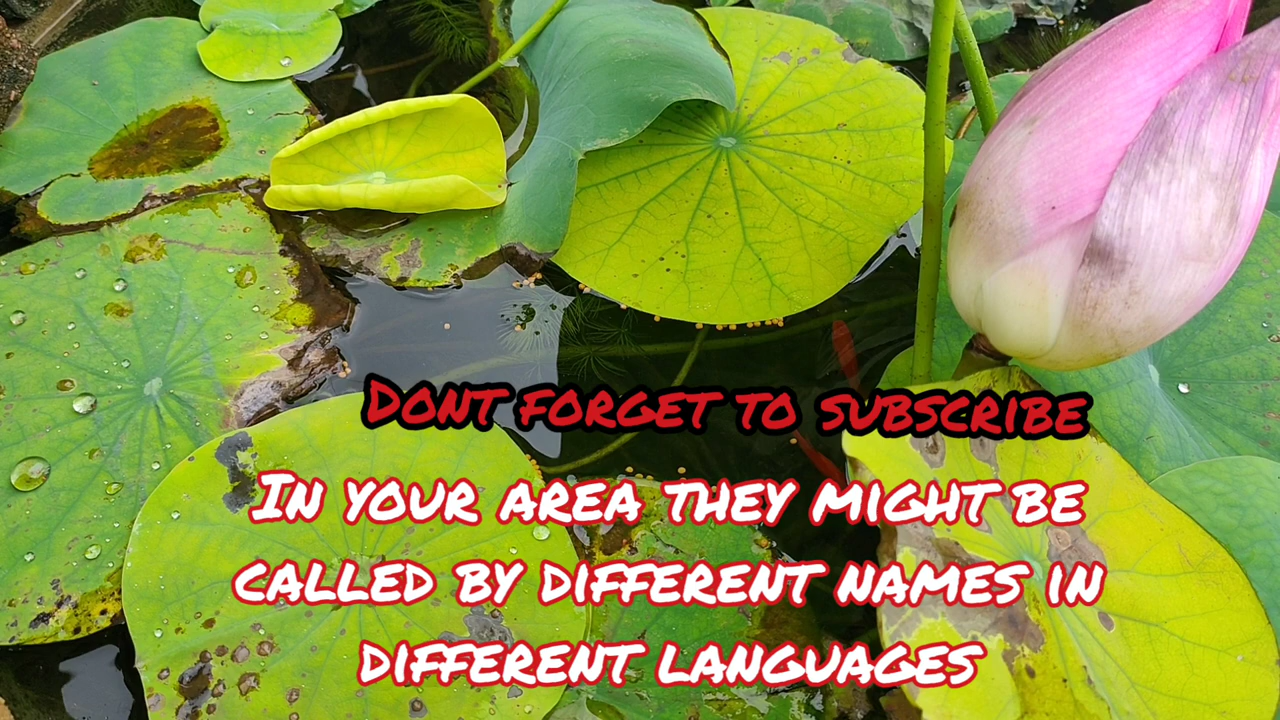 Dont forget to subscribe
In your area they might be
called by different names in
different languages